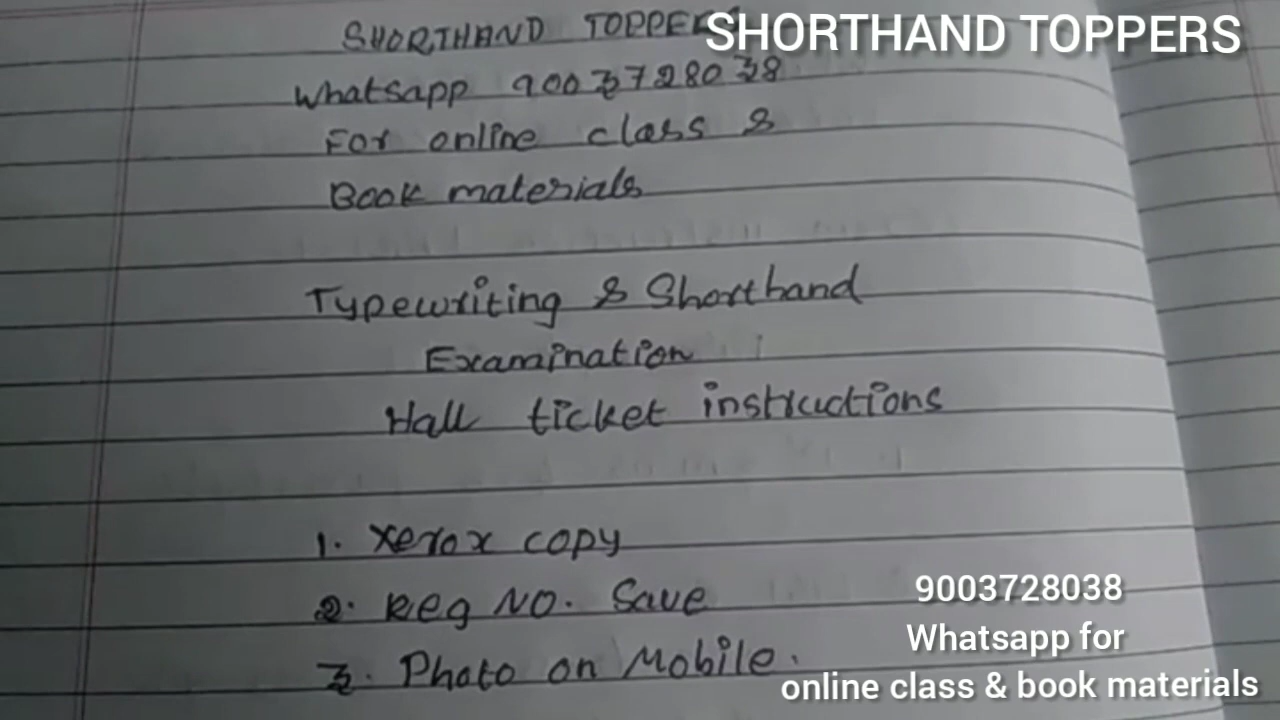 SHORTHAND TOPPERS
SHORTHAND TOPPERS
Whatsapp 9003728038
For online class &
Book materials
Typewriting & Shorthand
Examination
Hall ticket instructions
1. Xerox copy
2. Reg NO. Save
3. Photo on Mobile.
9003728038
Whatsapp for
online class & book materials